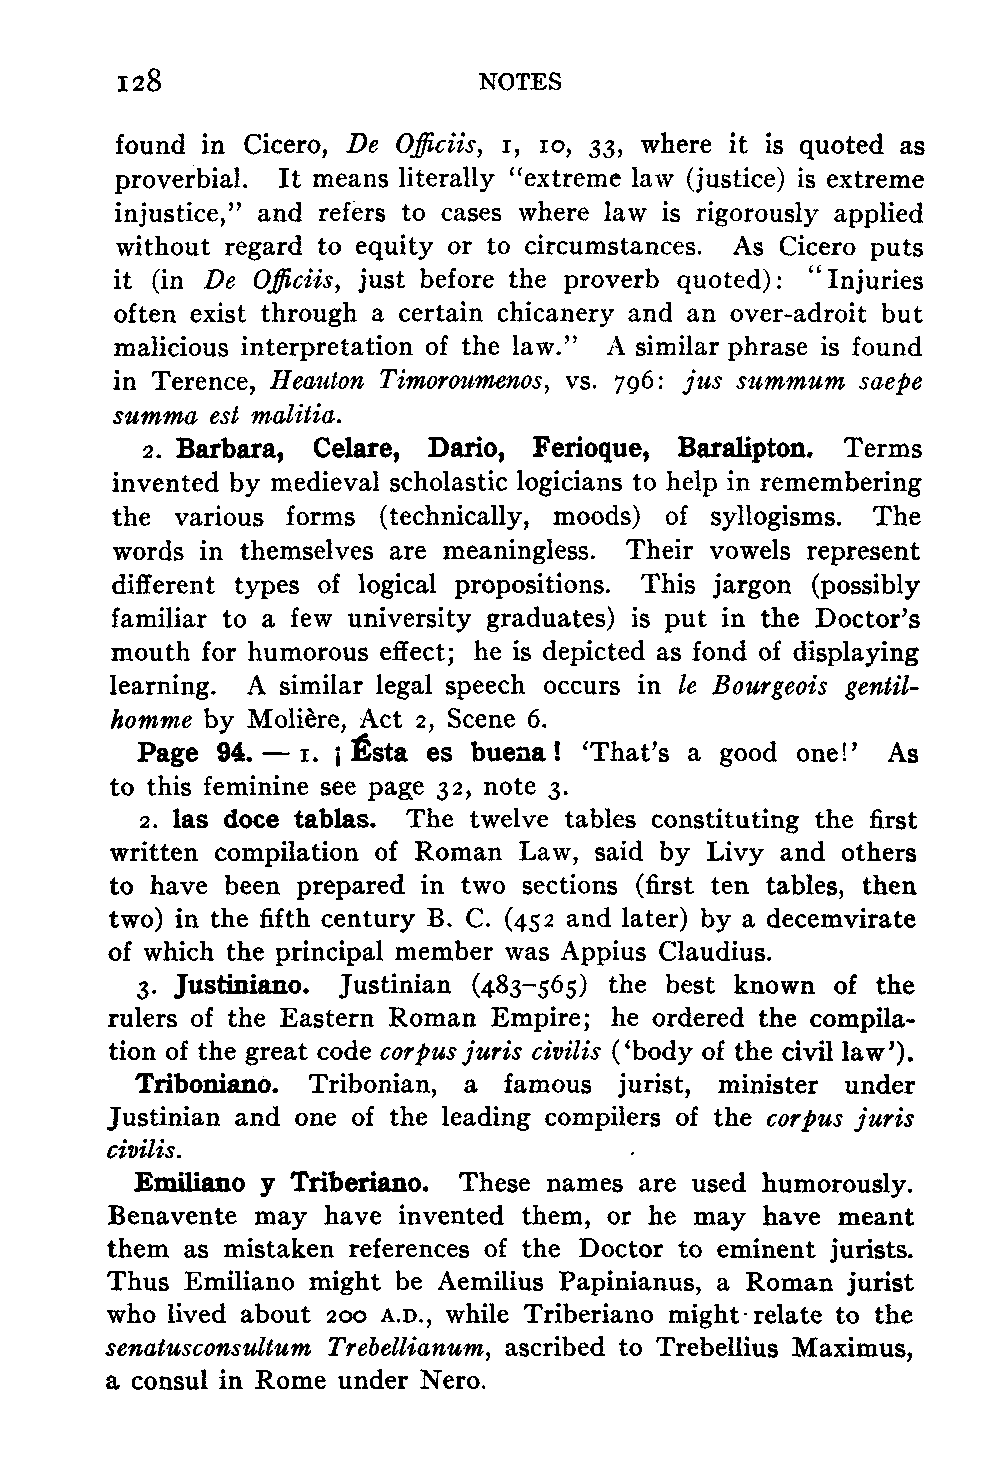 128 NOTES
found in Cicero, De Officiis, 1, 10, 33, where it is quoted as
proverbial. It means literally “extreme law (justice) is extreme
injustice,” and refers to cases where law is rigorously applied
without regard to equity or to circumstances. As Cicero puts
it (in De Officiis, just before the proverb quoted): “Injuries
often exist through a certain chicanery and an over-adroit but
malicious interpretation of the law.” A similar phrase is found
in Terence, Heauton Timoroumenos, vs. 796: jus summum saepe
summa est malitia.
2. Barbara, Celare, Dario, Ferioque, Baralipton. Terms
invented by medieval scholastic logicians to help in remembering
the various forms (technically, moods) of syllogisms. The
words in themselves are meaningless. Their vowels represent
different types of logical propositions. This jargon (possibly
familiar to a few university graduates) is put in the Doctor’s
mouth for humorous effect; he is depicted as fond of displaying
learning. A similar legal speech occurs in le Bourgeois gentil-
homme by Molière, Act 2, Scene 6.
Page 94. — 1. ¡Ésta es buena! ‘That’s a good one!’ As
to this feminine see page 32, note 3.
2. las doce tablas. The twelve tables constituting the first
written compilation of Roman Law, said by Livy and others
to have been prepared in two sections (first ten tables, then
two) in the fifth century B. C. (452 and later) by a decemvirate
of which the principal member was Appius Claudius.
3. Justiniano. Justinian (483–565) the best known of the
rulers of the Eastern Roman Empire; he ordered the compila-
tion of the great code corpus juris civilis (‘body of the civil law’).
Triboniano. Tribonian, a famous jurist, minister under
Justinian and one of the leading compilers of the corpus juris
civilis.
Emiliano y Triberiano. These names are used humorously.
Benavente may have invented them, or he may have meant
them as mistaken references of the Doctor to eminent jurists.
Thus Emiliano might be Aemilius Papinianus, a Roman jurist
who lived about 200 A.D., while Triberiano might relate to the
senatusconsultum Trebellianum, ascribed to Trebellius Maximus,
a consul in Rome under Nero.